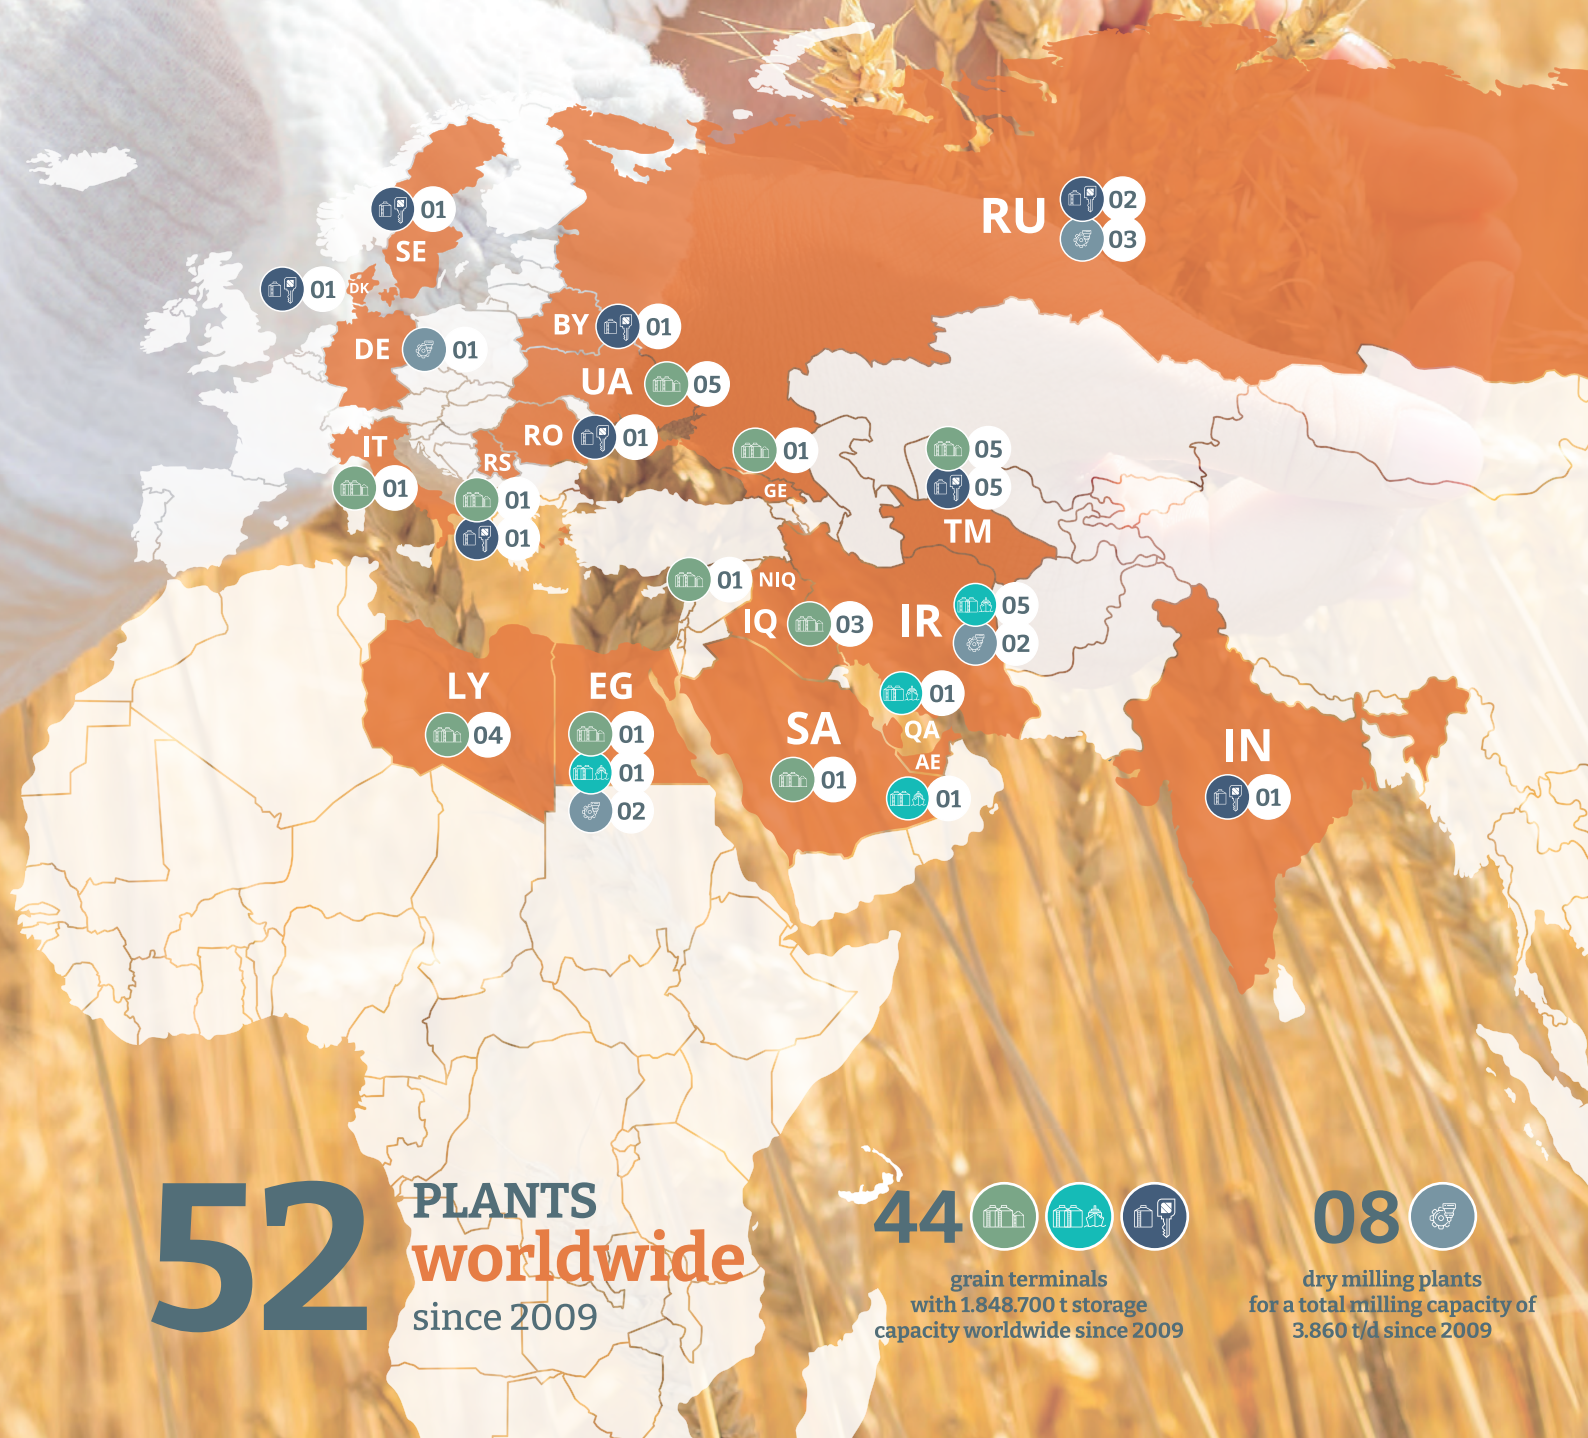 RU
02
03
01
SE
01
DK
BY
01
DE
01
UA
05
RO
01
IT
01
RS
01
01
01
GE
05
05
TM
01
NIQ
IQ
03
IR
05
02
LY
04
EG
01
01
02
SA
01
01
QA
AE
01
IN
01
52
PLANTS
worldwide
since 2009
44
grain terminals
with 1.848.700 t storage
capacity worldwide since 2009
08
dry milling plants
for a total milling capacity of
3.860 t/d since 2009